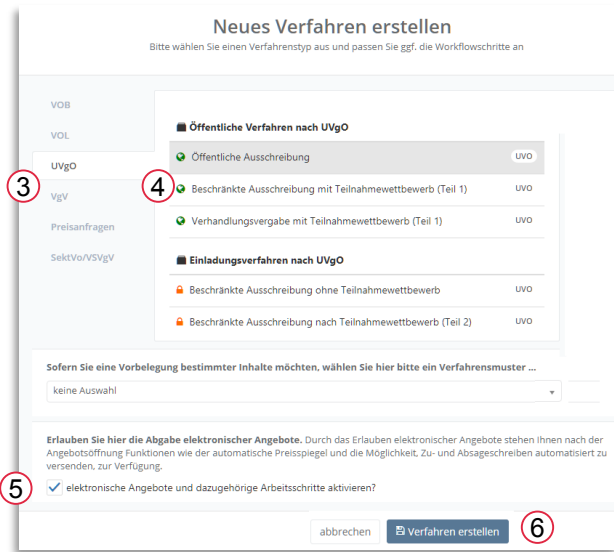 Neues Verfahren erstellen
Bitte wählen Sie einen Verfahrenstyp aus und passen Sie ggf. die Workflowschritte an
VOB
VOL
UVgO
VgV
Preisanfragen
SektVo/VSVgV
3
4
Öffentliche Verfahren nach UVgO
Öffentliche Ausschreibung UVO
Beschränkte Ausschreibung mit Teilnahmewettbewerb (Teil 1) UVO
Verhandlungsvergabe mit Teilnahmewettbewerb (Teil 1) UVO
Einladungsverfahren nach UVgO
Beschränkte Ausschreibung ohne Teilnahmewettbewerb UVO
Beschränkte Ausschreibung nach Teilnahmewettbewerb (Teil 2) UVO
Sofern Sie eine Vorbelegung bestimmter Inhalte möchten, wählen Sie hier bitte ein Verfahrensmuster ...
keine Auswahl
Erlauben Sie hier die Abgabe elektronischer Angebote. Durch das Erlauben elektronischer Angebote stehen Ihnen nach der
Angebotsöffnung Funktionen wie der automatische Preisspiegel und die Möglichkeit, Zu- und Absageschreiben automatisiert zu
versenden, zur Verfügung.
5 elektronische Angebote und dazugehörige Arbeitsschritte aktivieren?
abbrechen Verfahren erstellen 6